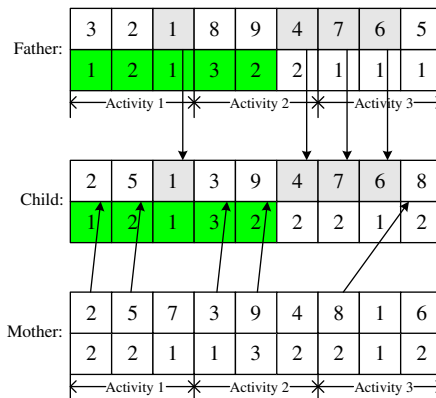 3 2 1 8 9 4 7 6 5
Father:
1 2 1 3 2 2 1 1 1
Activity 1 Activity 2 Activity 3
2 5 1 3 9 4 7 6 8
Child:
1 2 1 3 2 2 2 1 2
2 5 7 3 9 4 8 1 6
Mother:
2 2 1 1 3 2 2 1 2
Activity 1 Activity 2 Activity 3